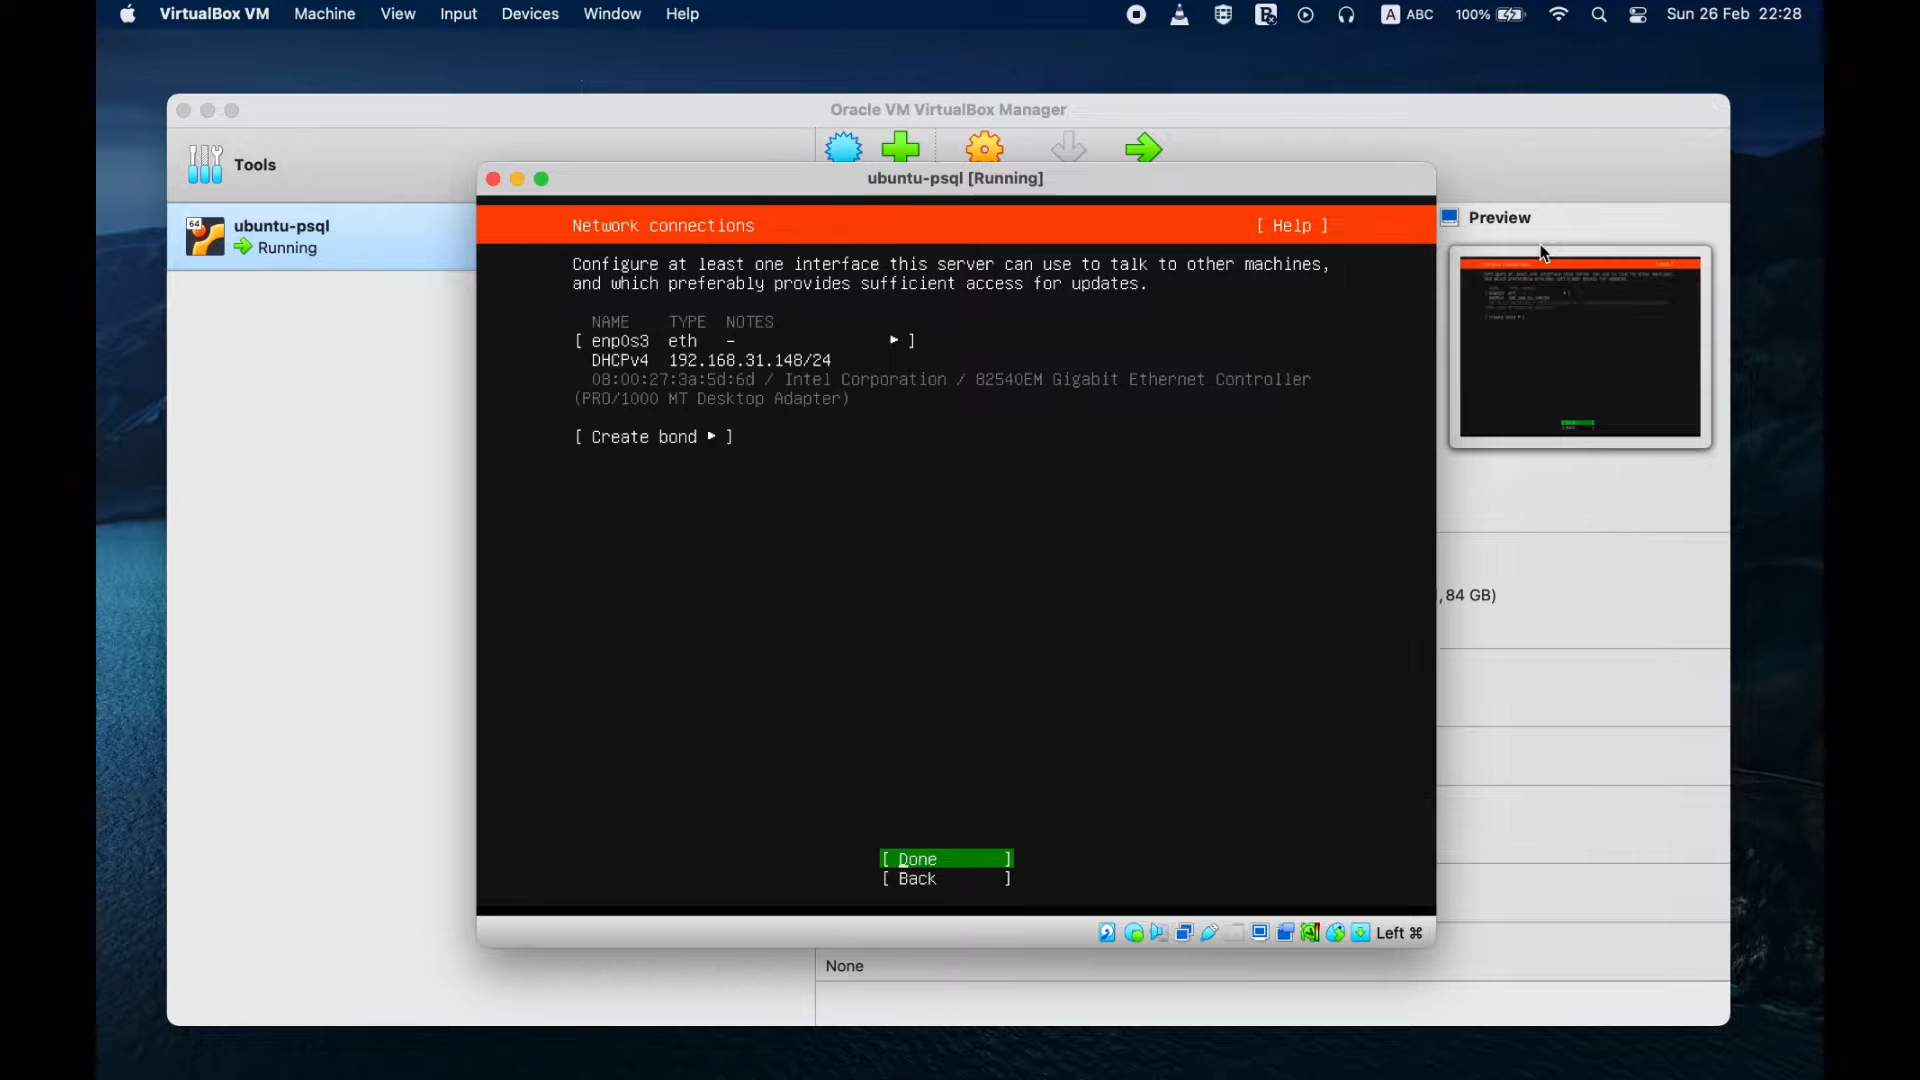 VirtualBox VM Machine View Input Devices Window Help A ABC 100% Sun 26 Feb 22:28
Oracle VM VirtualBox Manager
Tools
ubuntu-psql [Running]
64 ubuntu-psql
Running
Preview
Network connections [ Help ]
Configure at least one interface this server can use to talk to other machines,
and which preferably provides sufficient access for updates.
NAME TYPE NOTES
[ enp0s3 eth - ▸ ]
DHCPv4 192.168.31.148/24
08:00:27:3a:5d:6d / Intel Corporation / 82540EM Gigabit Ethernet Controller
(PRO/1000 MT Desktop Adapter)
[ Create bond ▸ ]
,84 GB)
[ Done ]
[ Back ]
Left ⌘
None